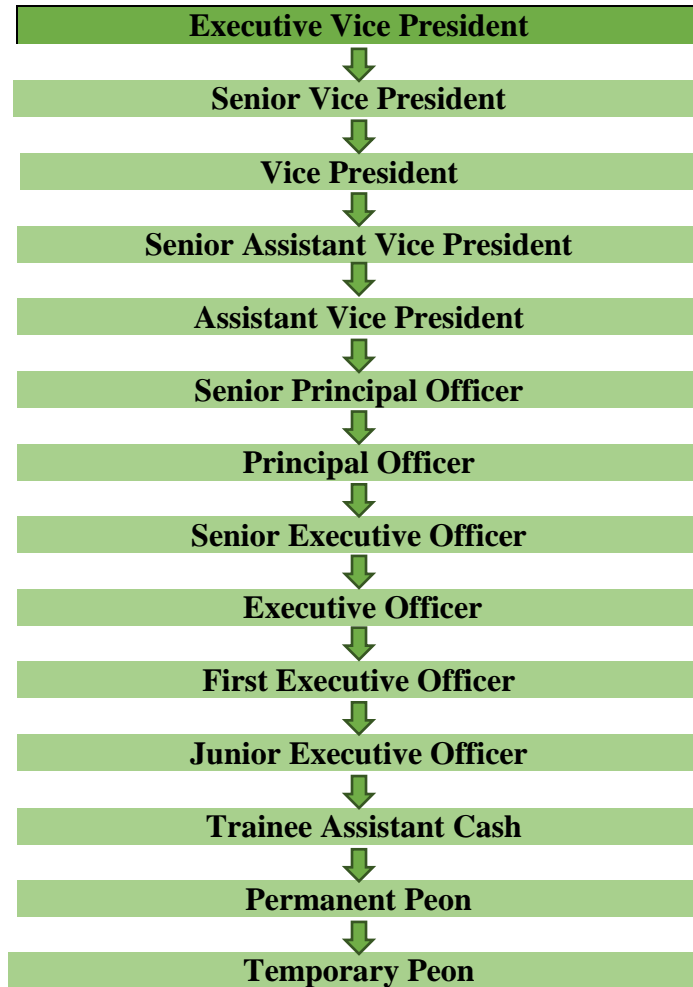 Executive Vice President
Senior Vice President
Vice President
Senior Assistant Vice President
Assistant Vice President
Senior Principal Officer
Principal Officer
Senior Executive Officer
Executive Officer
First Executive Officer
Junior Executive Officer
Trainee Assistant Cash
Permanent Peon
Temporary Peon